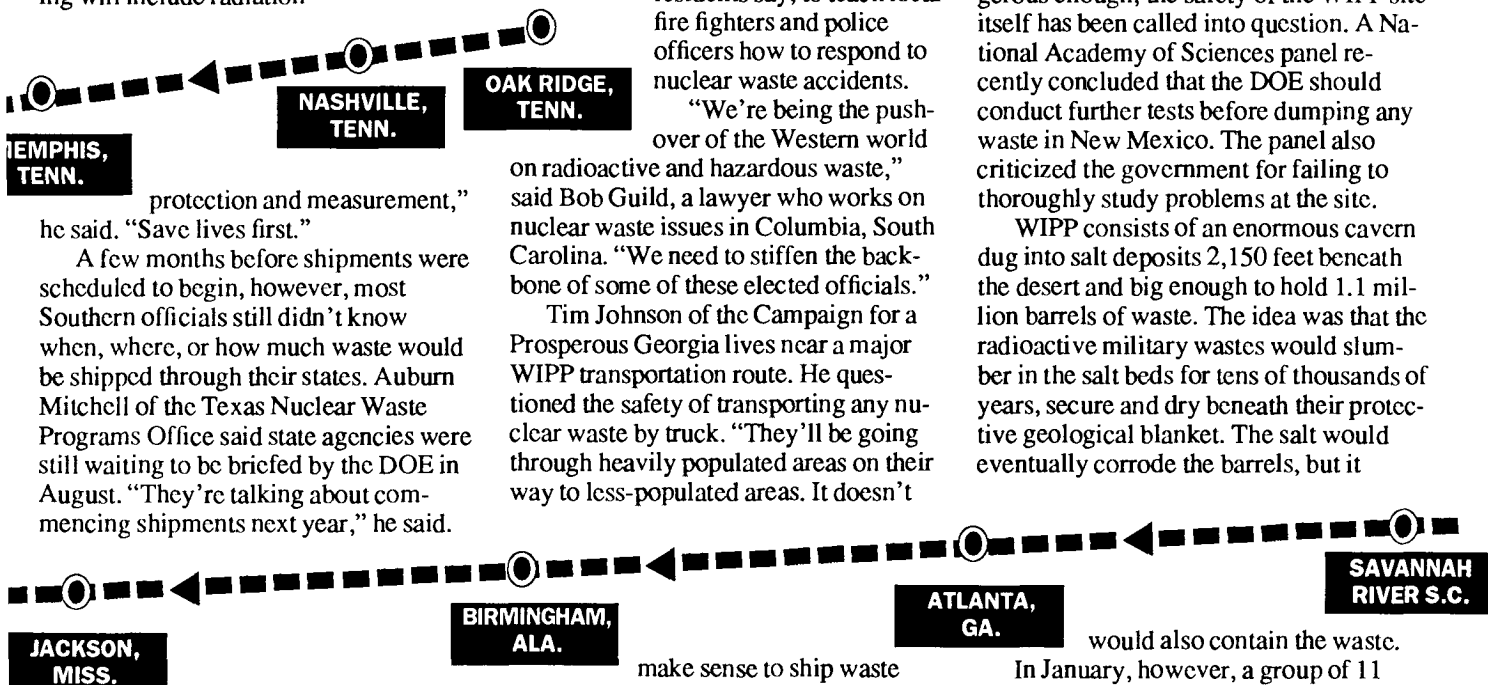 ing will include radiation
MEMPHIS,
TENN.
NASHVILLE,
TENN.
OAK RIDGE,
TENN.
protection and measurement,"
he said. "Save lives first."
A few months before shipments were
scheduled to begin, however, most
Southern officials still didn't know
when, where, or how much waste would
be shipped through their states. Auburn
Mitchell of the Texas Nuclear Waste
Programs Office said state agencies were
still waiting to be briefed by the DOE in
August. "They're talking about com-
mencing shipments next year," he said.
residents say, to teach local
fire fighters and police
officers how to respond to
nuclear waste accidents.
"We're being the push-
over of the Western world
on radioactive and hazardous waste,"
said Bob Guild, a lawyer who works on
nuclear waste issues in Columbia, South
Carolina. "We need to stiffen the back-
bone of some of these elected officials."
Tim Johnson of the Campaign for a
Prosperous Georgia lives near a major
WIPP transportation route. He ques-
tioned the safety of transporting any nu-
clear waste by truck. "They'll be going
through heavily populated areas on their
way to less-populated areas. It doesn't
make sense to ship waste
gerous enough, the safety of the WIPP site
itself has been called into question. A Na-
tional Academy of Sciences panel re-
cently concluded that the DOE should
conduct further tests before dumping any
waste in New Mexico. The panel also
criticized the government for failing to
thoroughly study problems at the site.
WIPP consists of an enormous cavern
dug into salt deposits 2,150 feet beneath
the desert and big enough to hold 1.1 mil-
lion barrels of waste. The idea was that the
radioactive military wastes would slum-
ber in the salt beds for tens of thousands of
years, secure and dry beneath their protec-
tive geological blanket. The salt would
eventually corrode the barrels, but it
would also contain the waste.
In January, however, a group of 11
JACKSON,
MISS.
BIRMINGHAM,
ALA.
ATLANTA,
GA.
SAVANNAH
RIVER S.C.